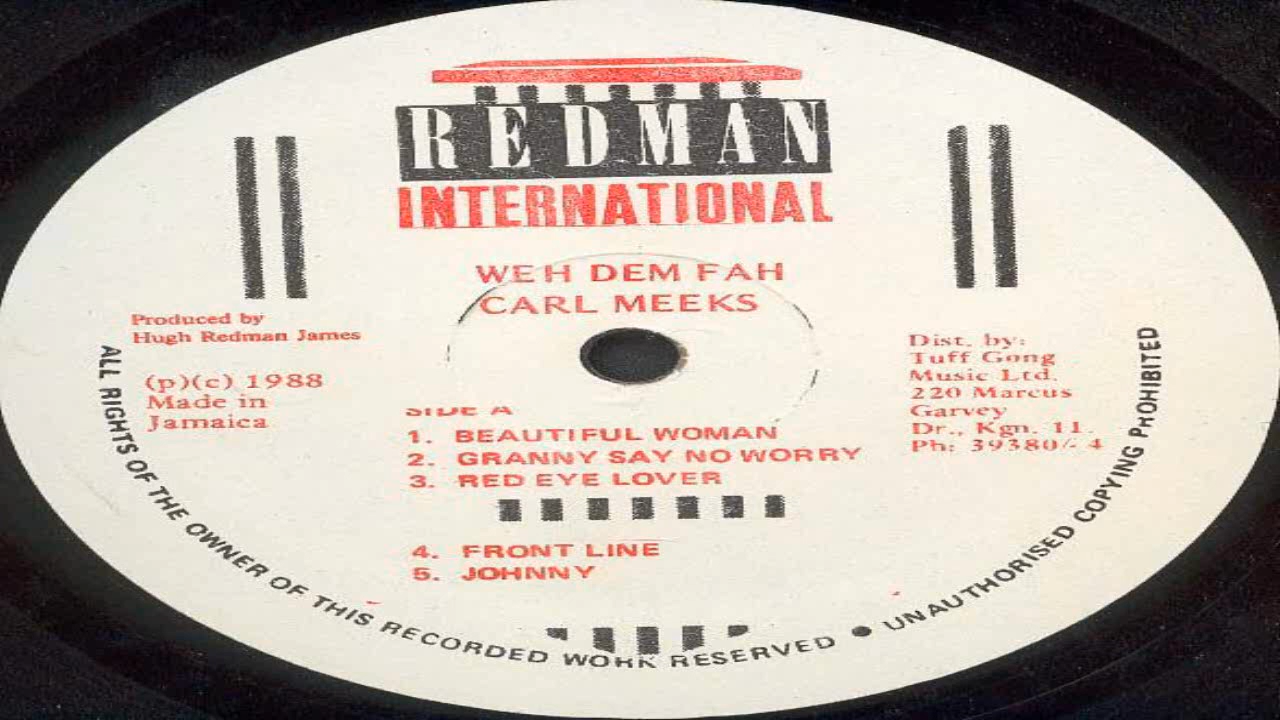 REDMAN
INTERNATIONAL
WEH DEM FAH
CARL MEEKS
Produced by
Hugh Redman James
(p)(c) 1988
Made in
Jamaica
Dist. by:
Tuff Gong
Music Ltd.
220 Marcus
Garvey
Dr., Kgn. 11.
Ph: 39380/- 4
SIDE A
1. BEAUTIFUL WOMAN
2. GRANNY SAY NO WORRY
3. RED EYE LOVER
4. FRONT LINE
5. JOHNNY
ALL RIGHTS OF THE OWNER OF THIS RECORDED WORK RESERVED ● UNAUTHORISED COPYING PROHIBITED